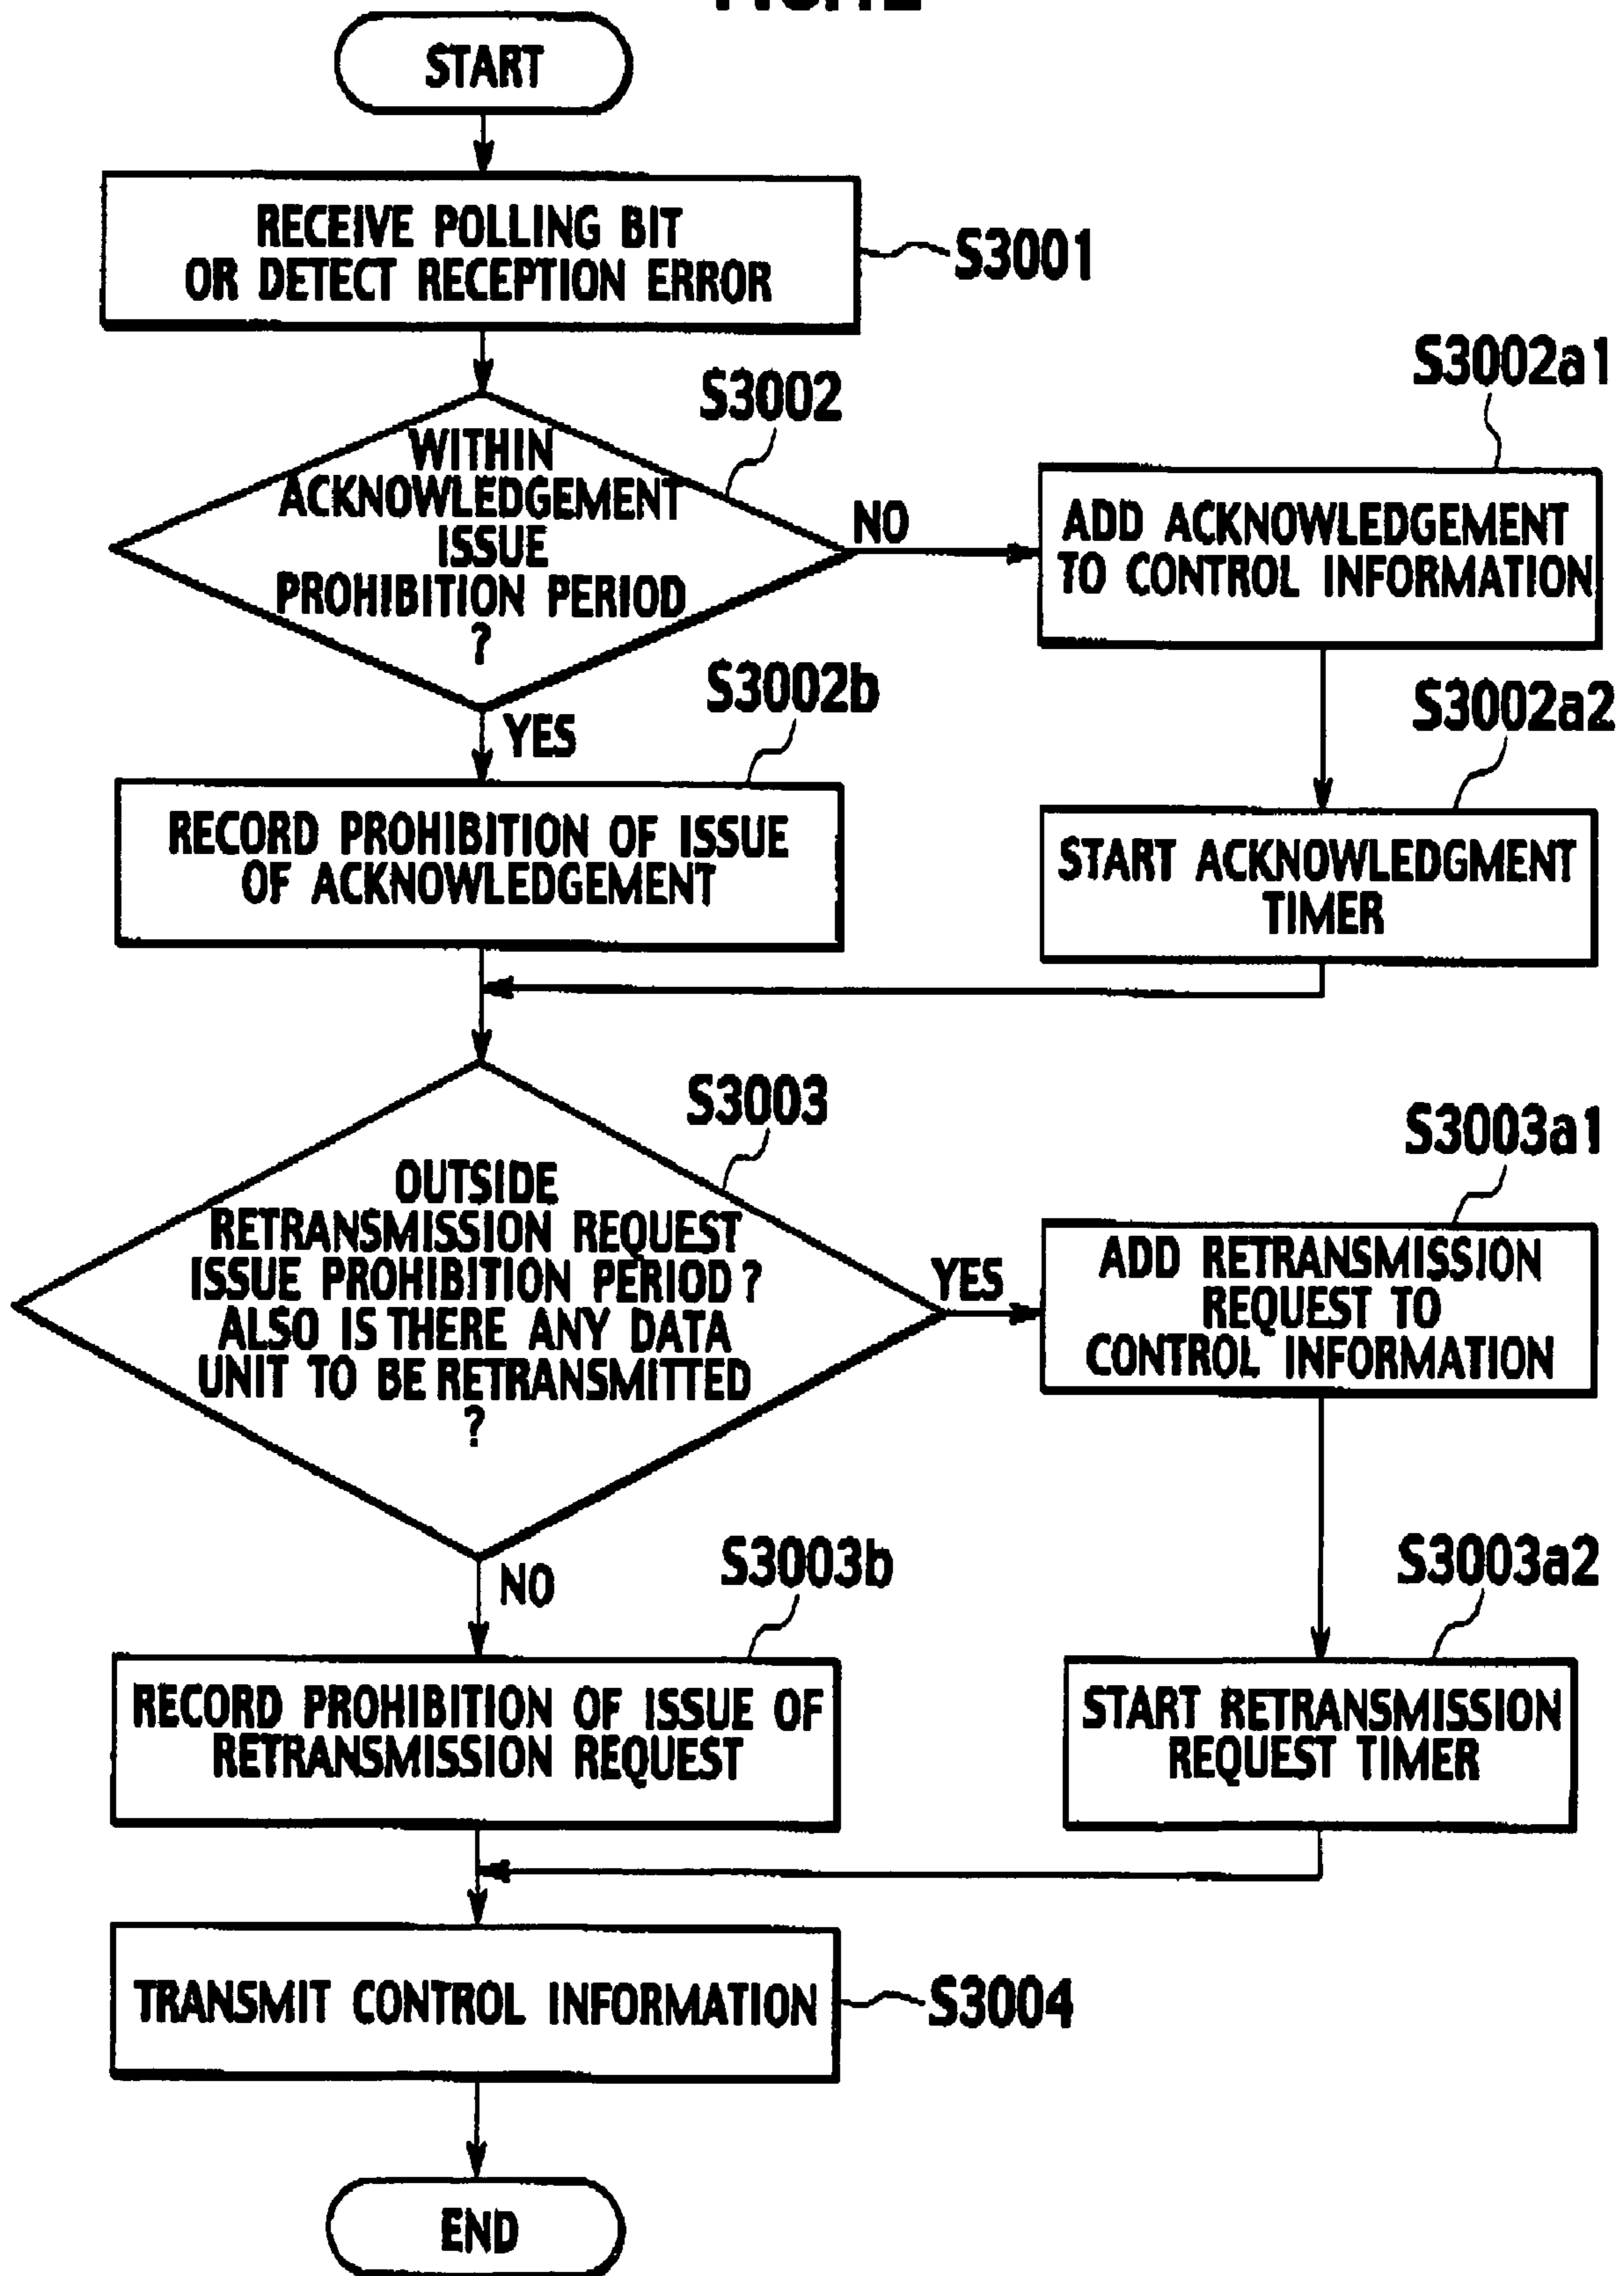 START
RECEIVE POLLING BIT
OR DETECT RECEPTION ERROR
S3001
S3002
WITHIN
ACKNOWLEDGEMENT
ISSUE
PROHIBITION PERIOD
?
NO
S3002a1
ADD ACKNOWLEDGEMENT
TO CONTROL INFORMATION
YES
S3002b
RECORD PROHIBITION OF ISSUE
OF ACKNOWLEDGEMENT
S3002a2
START ACKNOWLEDGMENT
TIMER
S3003
OUTSIDE
RETRANSMISSION REQUEST
ISSUE PROHIBITION PERIOD ?
ALSO IS THERE ANY DATA
UNIT TO BE RETRANSMITTED
?
YES
S3003a1
ADD RETRANSMISSION
REQUEST TO
CONTROL INFORMATION
NO
S3003b
RECORD PROHIBITION OF ISSUE OF
RETRANSMISSION REQUEST
S3003a2
START RETRANSMISSION
REQUEST TIMER
TRANSMIT CONTROL INFORMATION
S3004
END